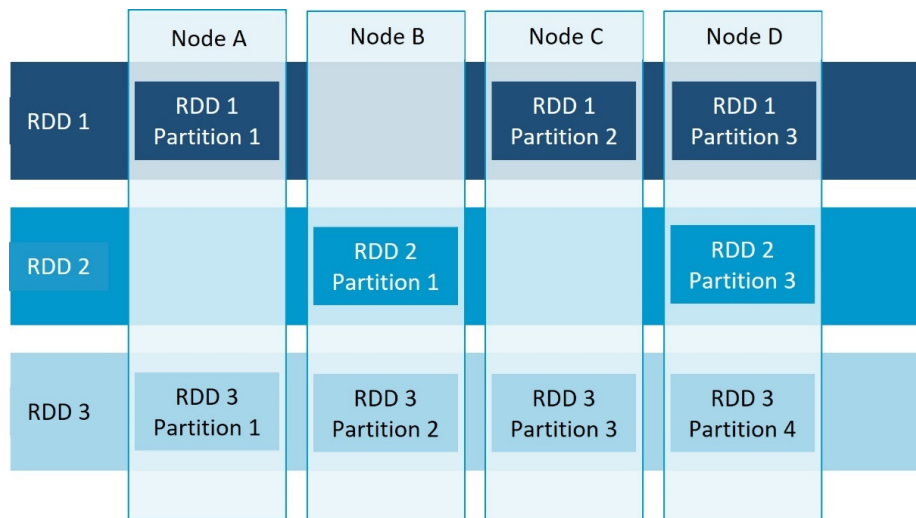 Node A
Node B
Node C
Node D
RDD 1
RDD 1
Partition 1
RDD 1
Partition 2
RDD 1
Partition 3
RDD 2
RDD 2
Partition 1
RDD 2
Partition 3
RDD 3
RDD 3
Partition 1
RDD 3
Partition 2
RDD 3
Partition 3
RDD 3
Partition 4